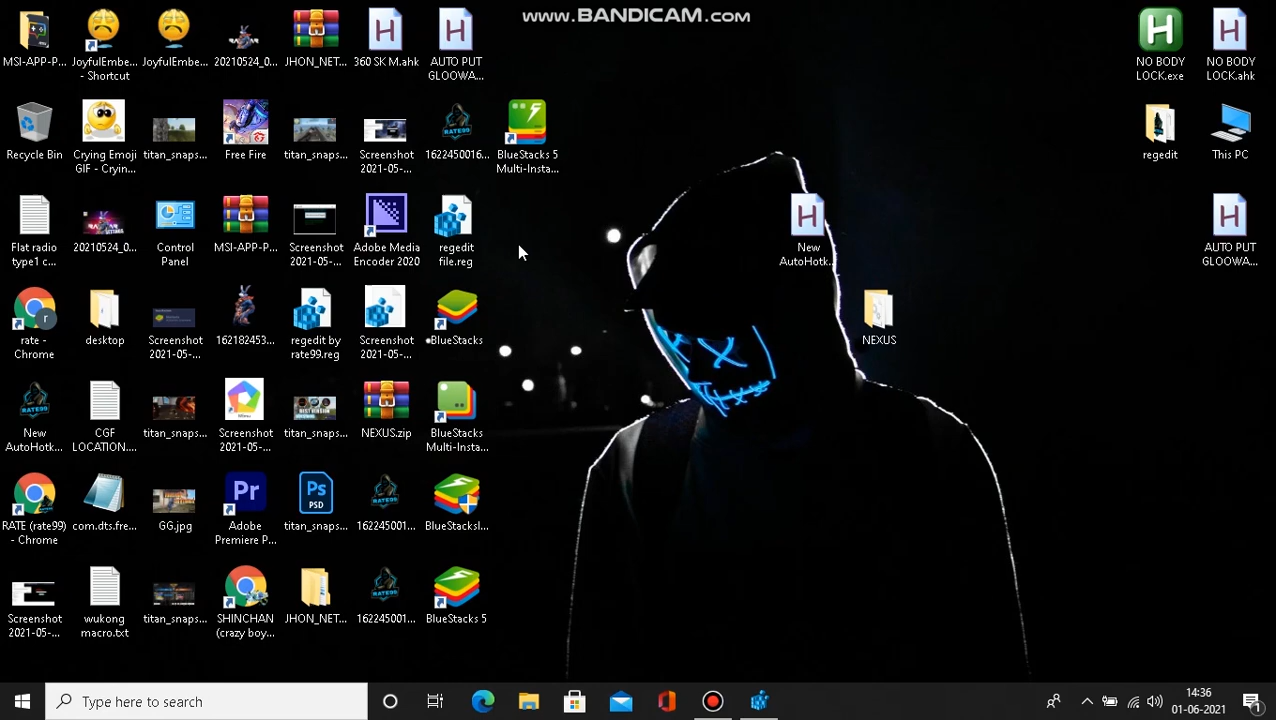 www.BANDICAM.com
MSI-APP-P...
JoyfulEmbe...
- Shortcut
JoyfulEmbe...
20210524_0...
JHON_NET...
360 SK M.ahk
AUTO PUT
GLOOWA...
NO BODY
LOCK.exe
NO BODY
LOCK.ahk
Recycle Bin
Crying Emoji
GIF - Cryin...
titan_snaps...
Free Fire
titan_snaps...
Screenshot
2021-05-...
1622450016...
BlueStacks 5
Multi-Insta...
regedit
This PC
Flat radio
type1 c...
20210524_0...
Control
Panel
MSI-APP-P...
Screenshot
2021-05-...
Adobe Media
Encoder 2020
regedit
file.reg
New
AutoHotk...
AUTO PUT
GLOOWA...
rate -
Chrome
desktop
Screenshot
2021-05-...
162182453...
regedit by
rate99.reg
Screenshot
2021-05-...
BlueStacks
NEXUS
New
AutoHotk...
CGF
LOCATION....
titan_snaps...
Screenshot
2021-05-...
titan_snaps...
NEXUS.zip
BlueStacks
Multi-Insta...
RATE (rate99)
- Chrome
com.dts.fre...
GG.jpg
Pr
Adobe
Premiere P...
Ps
PSD
titan_snaps...
162245001...
BlueStacksI...
Screenshot
2021-05-...
wukong
macro.txt
titan_snaps...
SHINCHAN
(crazy boy...
JHON_NET...
162245001...
BlueStacks 5
Type here to search
14:36
01-06-2021